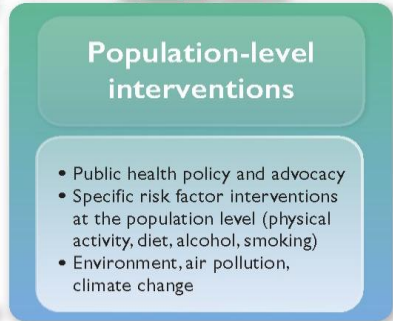 Population-level
interventions
• Public health policy and advocacy
• Specific risk factor interventions
at the population level (physical
activity, diet, alcohol, smoking)
• Environment, air pollution,
climate change